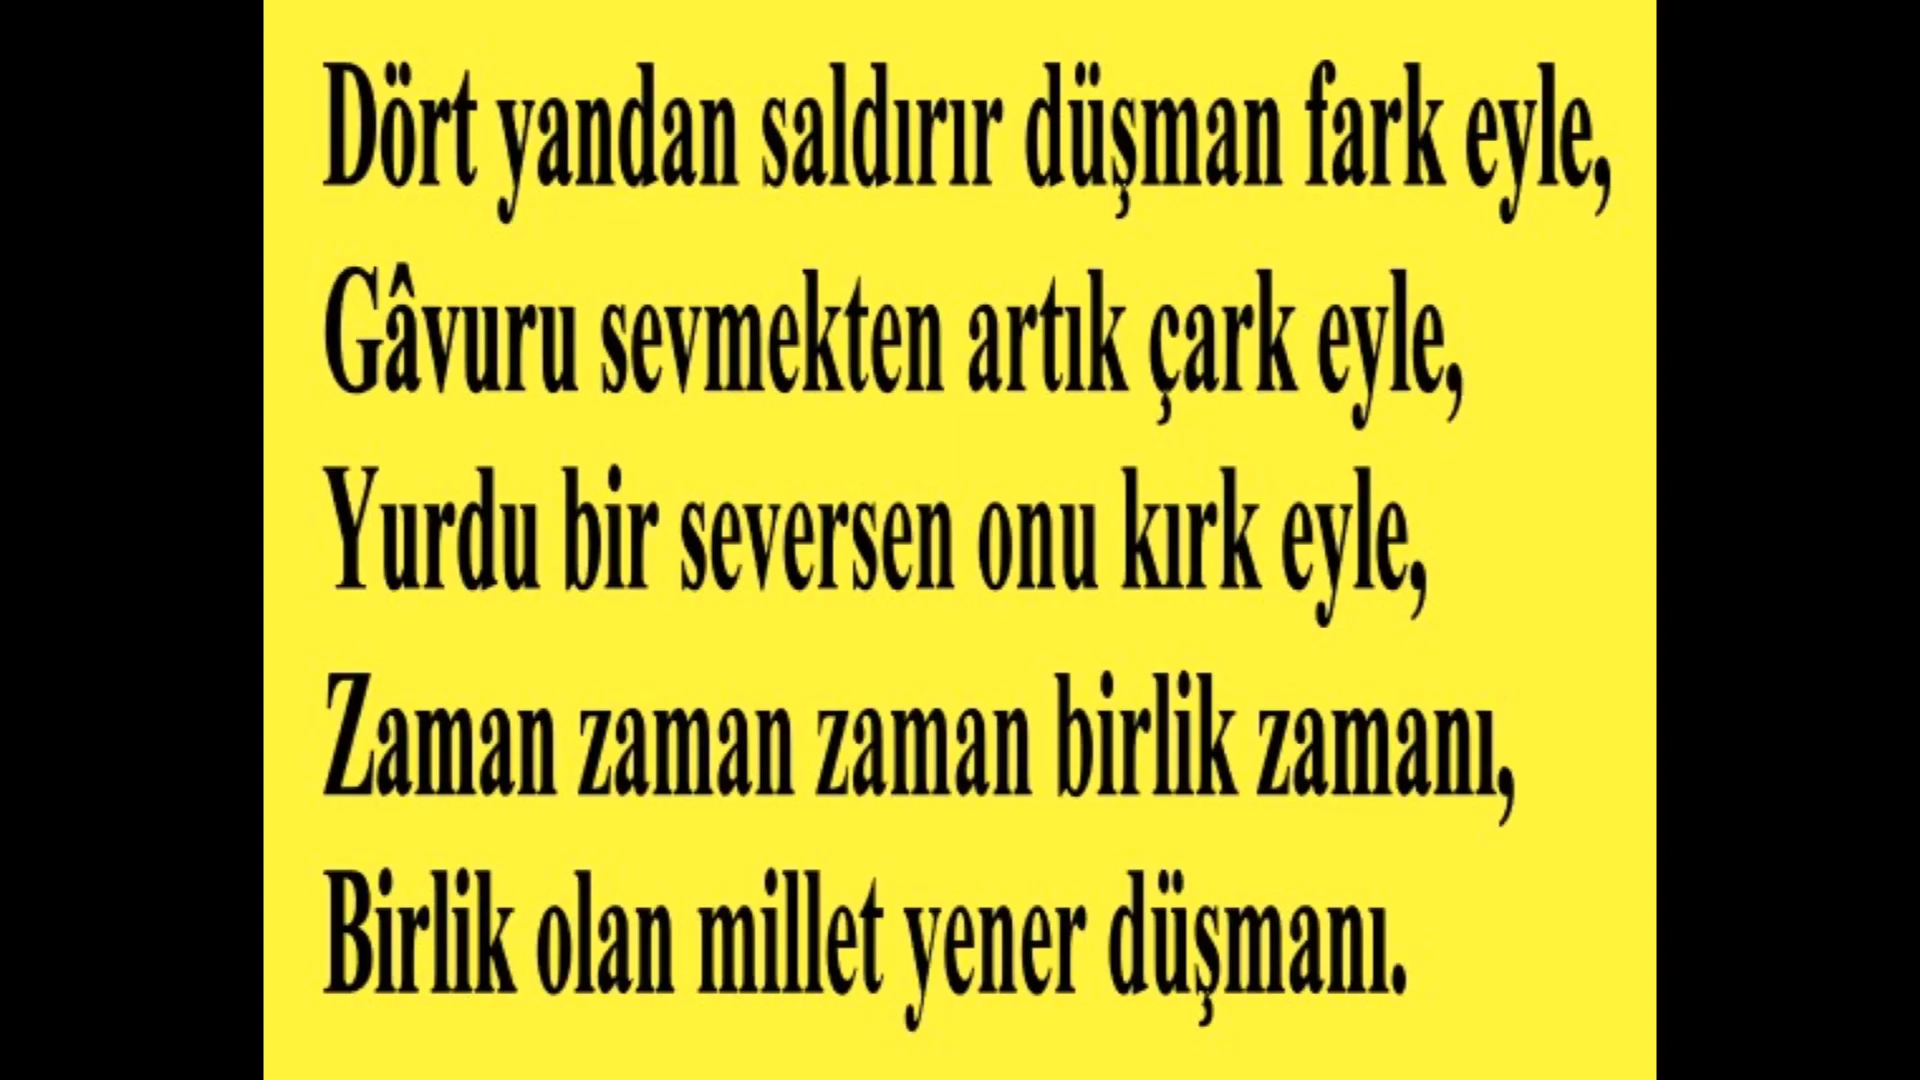 Dört yandan saldırır düşman fark eyle,
Gâvuru sevmekten artık çark eyle,
Yurdu bir seversen onu kırk eyle,
Zaman zaman zaman birlik zamanı,
Birlik olan millet yener düşmanı.